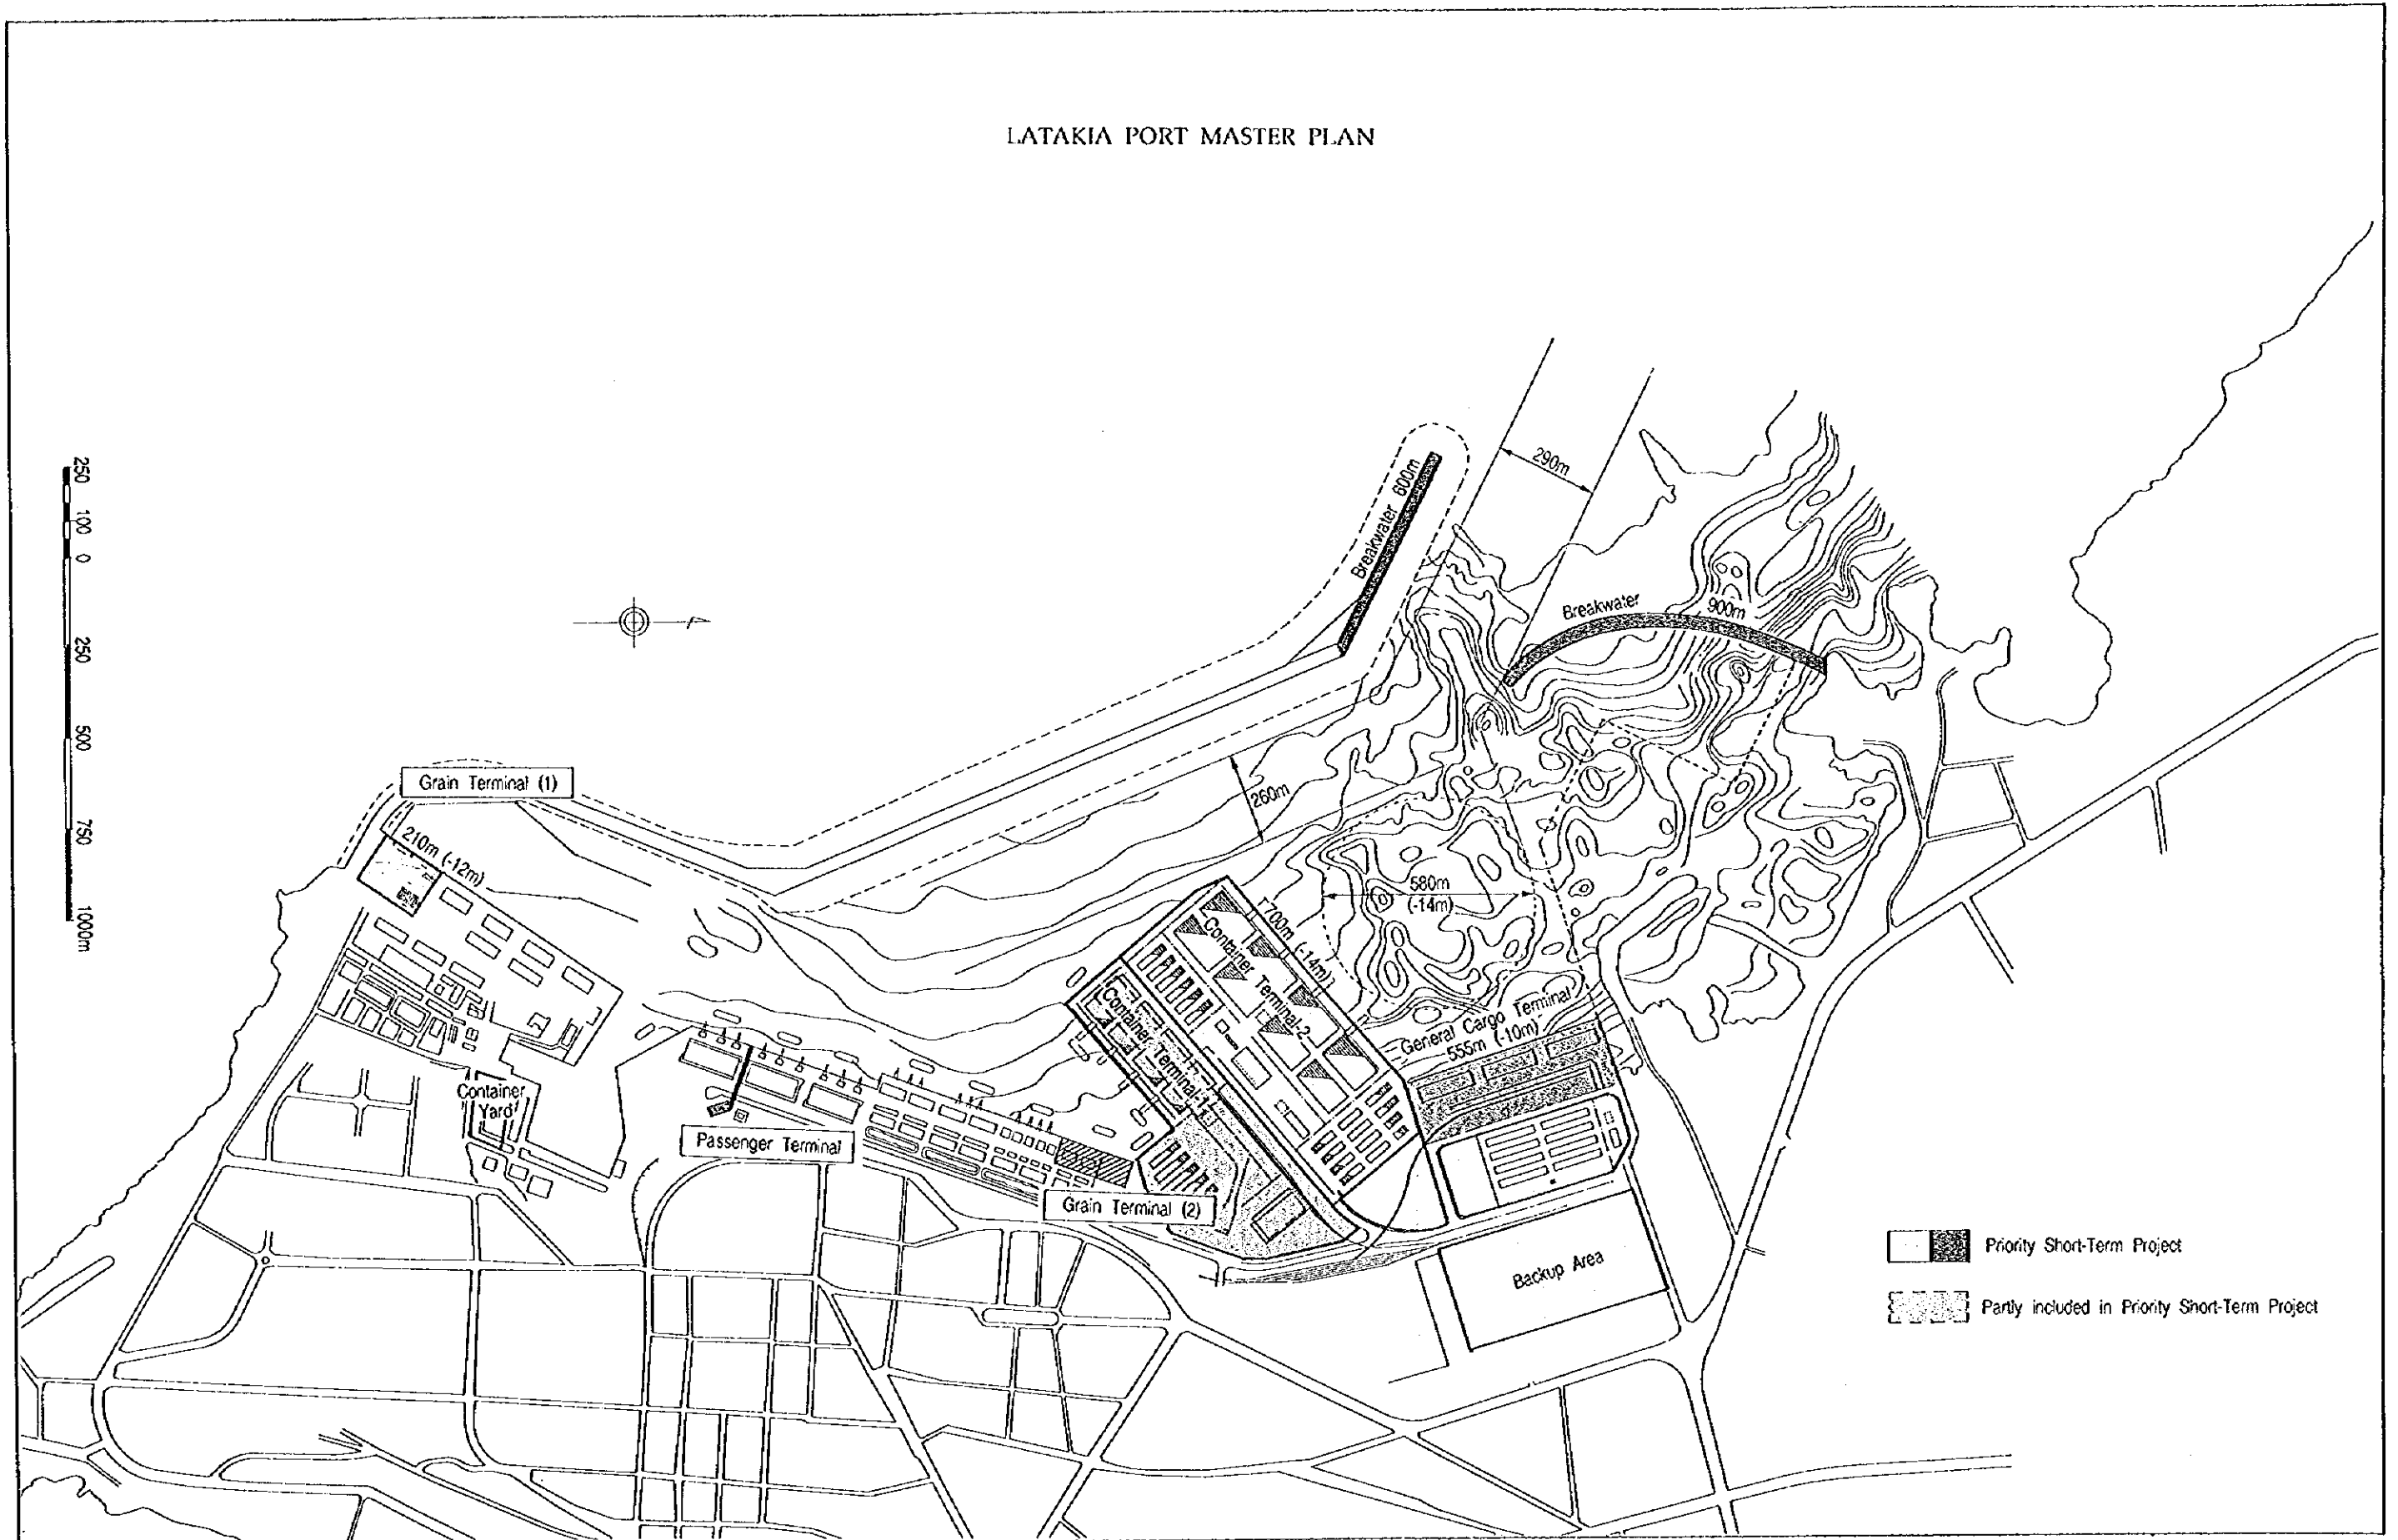 LATAKIA PORT MASTER PLAN
250
100
0
250
500
750
1000m
290m
Breakwater 600m
Breakwater 900m
260m
Grain Terminal (1)
210m (-12m)
580m
(-14m)
700m (-14m)
Container Terminal-2
Container Terminal-1
General Cargo Terminal
555m (-10m)
Container
Yard
Passenger Terminal
Grain Terminal (2)
Backup Area
Priority Short-Term Project
Partly included in Priority Short-Term Project